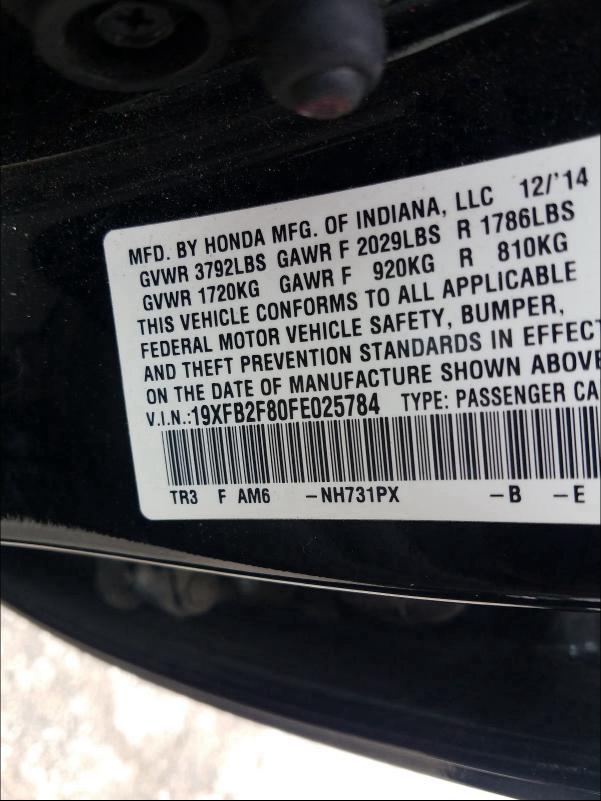 MFD. BY HONDA MFG. OF INDIANA, LLC 12/'14
GVWR 3792LBS GAWR F 2029LBS R 1786LBS
GVWR 1720KG GAWR F 920KG R 810KG
THIS VEHICLE CONFORMS TO ALL APPLICABLE
FEDERAL MOTOR VEHICLE SAFETY, BUMPER,
AND THEFT PREVENTION STANDARDS IN EFFECT
ON THE DATE OF MANUFACTURE SHOWN ABOVE
V.I.N.:19XFB2F80FE025784 TYPE: PASSENGER CA
TR3 F AM6 -NH731PX -B -E